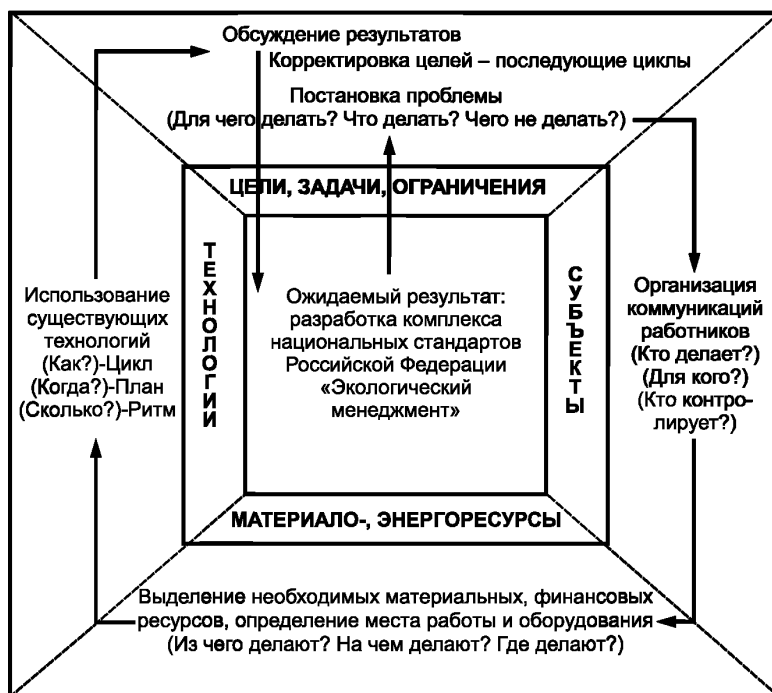 Обсуждение результатов
Корректировка целей – последующие циклы
Постановка проблемы
(Для чего делать? Что делать? Чего не делать?)
ЦЕЛИ, ЗАДАЧИ, ОГРАНИЧЕНИЯ
ТЕХНОЛОГИИ
СУБЪЕКТЫ
Ожидаемый результат:
разработка комплекса
национальных стандартов
Российской Федерации
«Экологический
менеджмент»
Использование
существующих
технологий
(Как?)-Цикл
(Когда?)-План
(Сколько?)-Ритм
Организация
коммуникаций
работников
(Кто делает?)
(Для кого?)
(Кто контро-
лирует?)
МАТЕРИАЛО-, ЭНЕРГОРЕСУРСЫ
Выделение необходимых материальных, финансовых
ресурсов, определение места работы и оборудования
(Из чего делают? На чем делают? Где делают?)